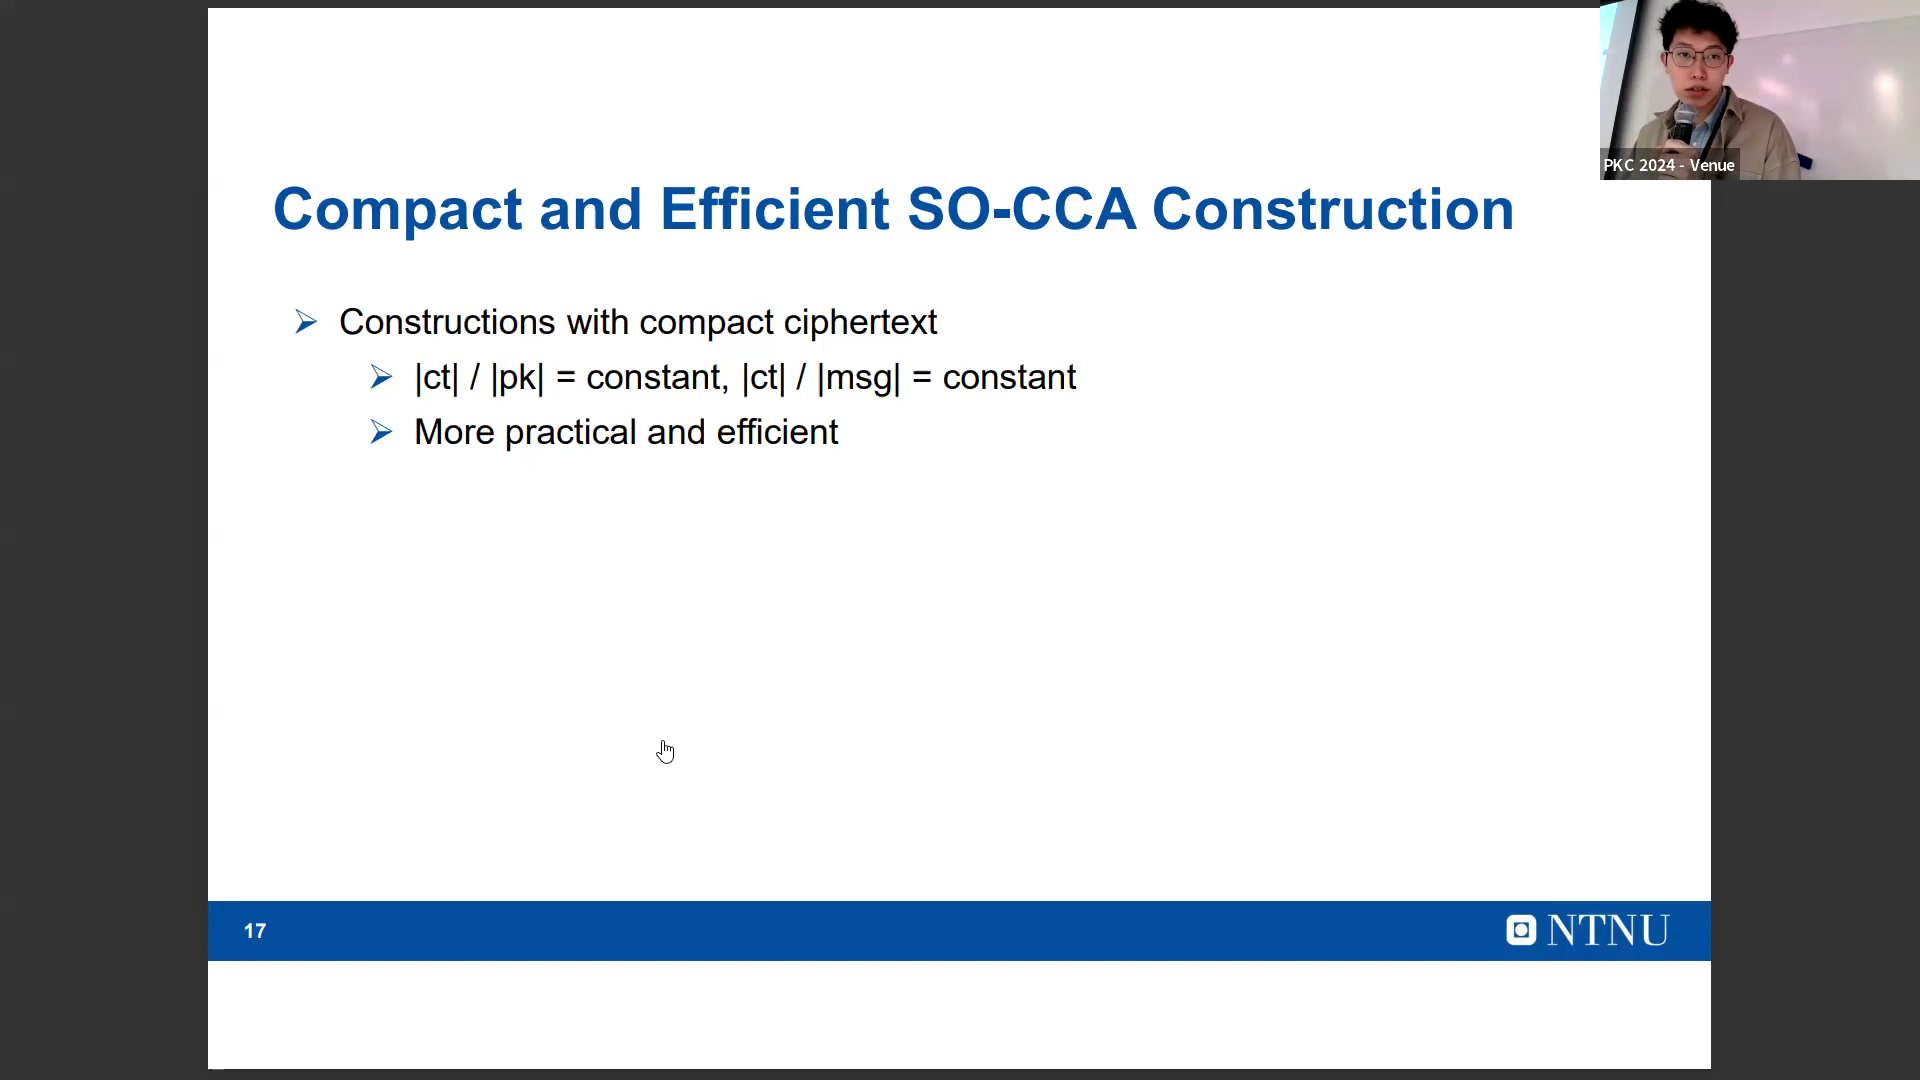 PKC 2024 - Venue
Compact and Efficient SO-CCA Construction
Constructions with compact ciphertext
|ct| / |pk| = constant, |ct| / |msg| = constant
More practical and efficient
17
NTNU